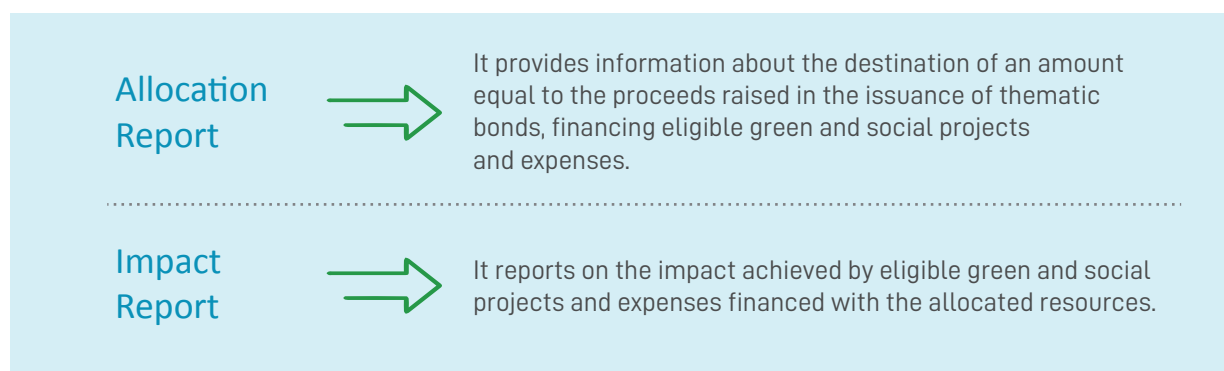 Allocation
Report
It provides information about the destination of an amount
equal to the proceeds raised in the issuance of thematic
bonds, financing eligible green and social projects
and expenses.
Impact
Report
It reports on the impact achieved by eligible green and social
projects and expenses financed with the allocated resources.